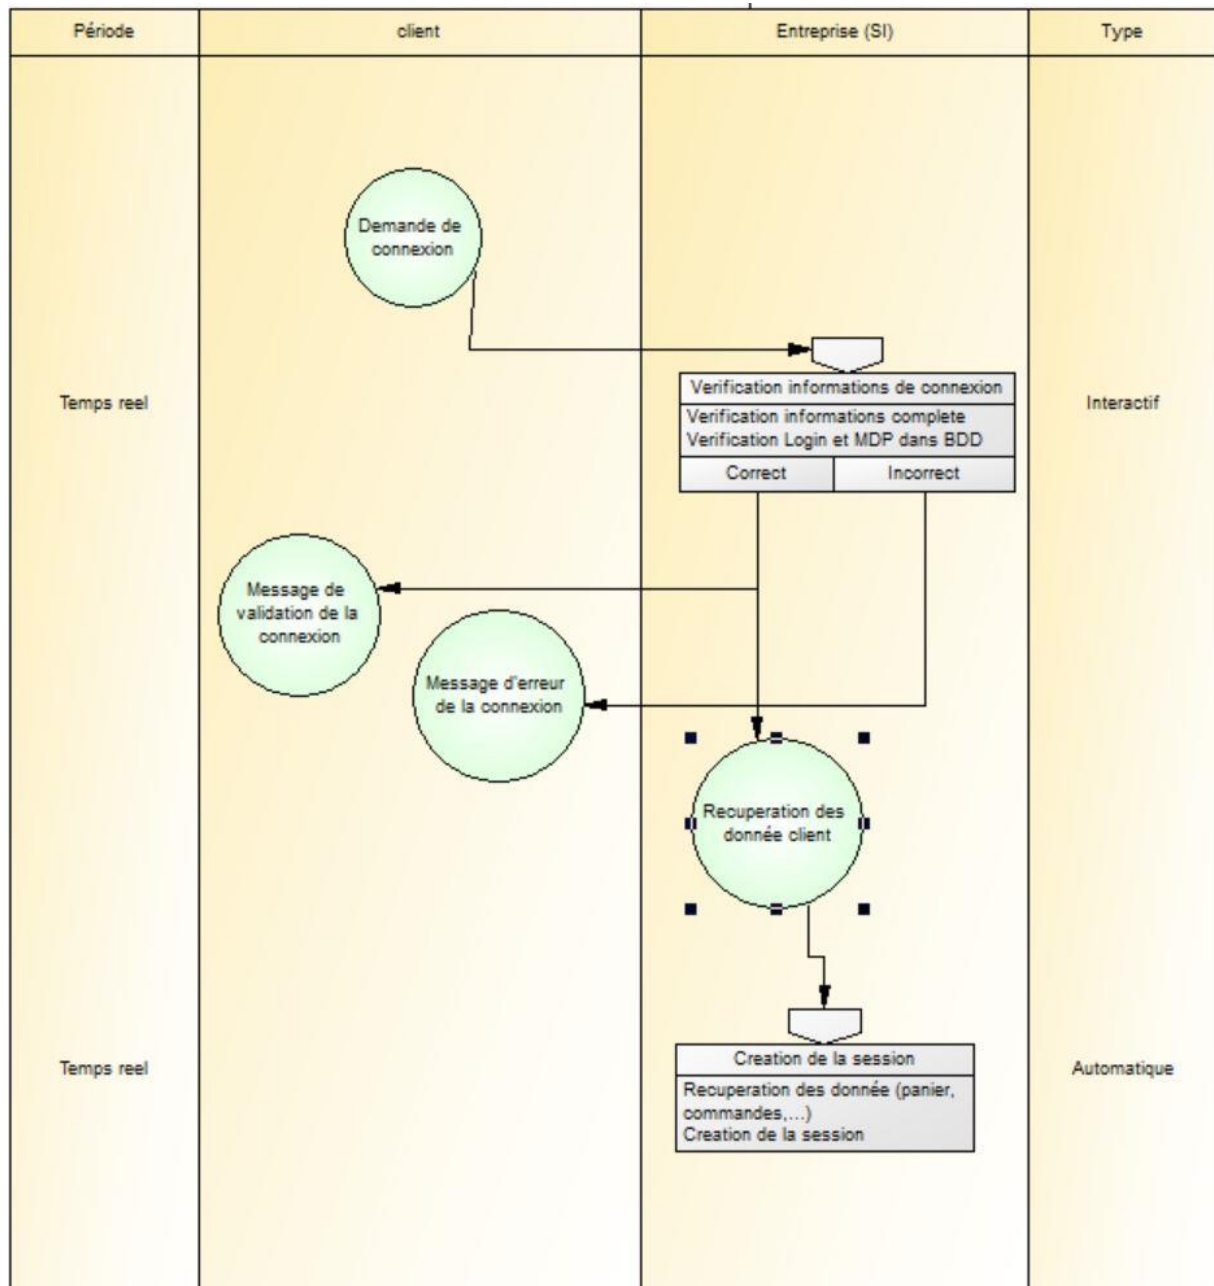 Période
client
Entreprise (SI)
Type
Demande de
connexion
Temps reel
Verification informations de connexion
Verification informations complete
Verification Login et MDP dans BDD
Correct
Incorrect
Interactif
Message de
validation de la
connexion
Message d'erreur
de la connexion
Recuperation des
donnée client
Temps reel
Creation de la session
Recuperation des donnée (panier,
commandes,...)
Creation de la session
Automatique